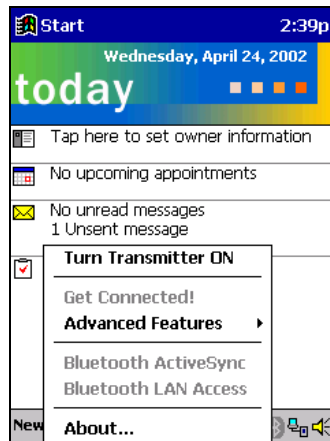 Start 2:39p
Wednesday, April 24, 2002
today
Tap here to set owner information
No upcoming appointments
No unread messages
1 Unsent message
Turn Transmitter ON
Get Connected!
Advanced Features
Bluetooth ActiveSync
Bluetooth LAN Access
New
About...